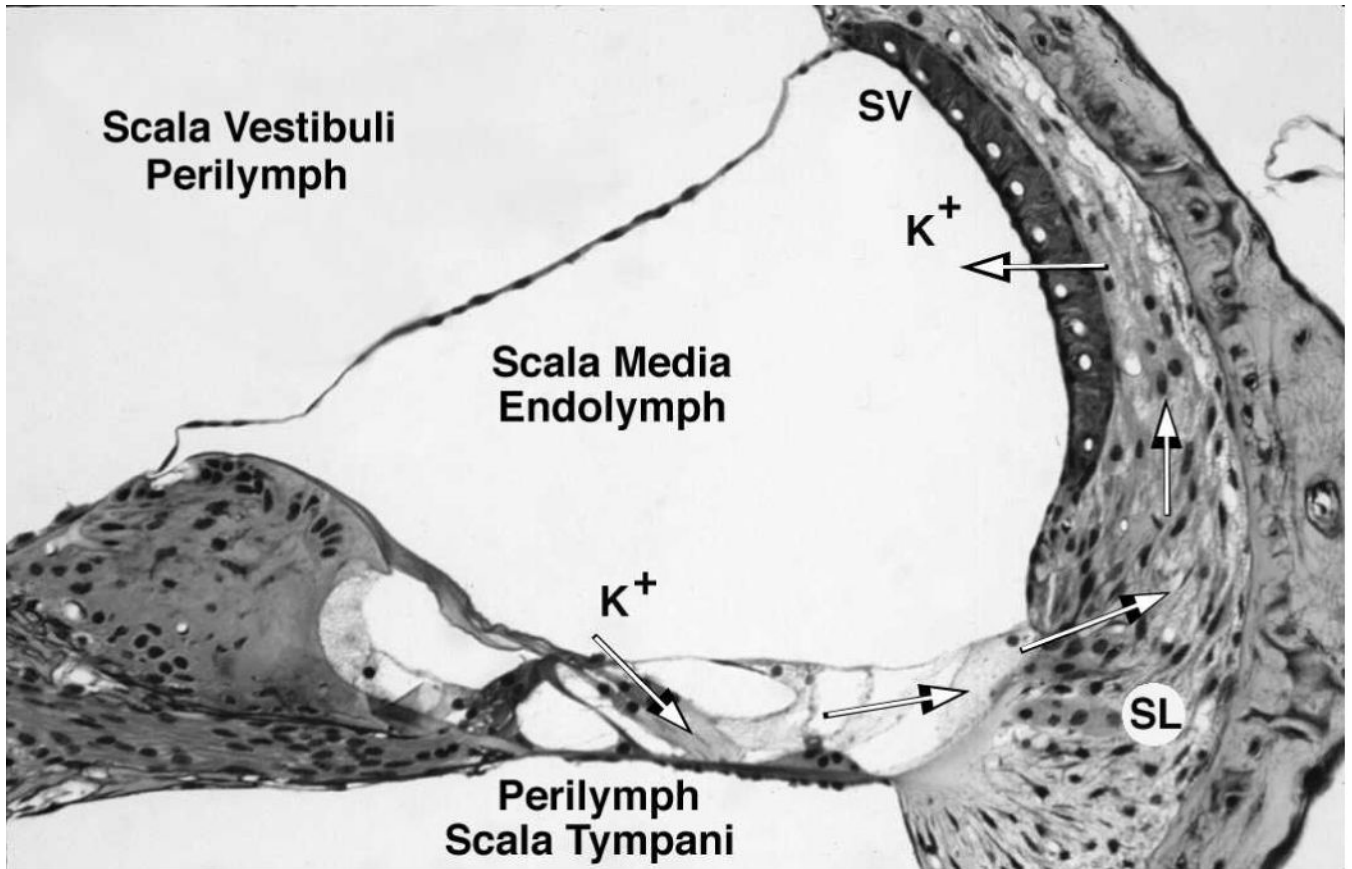 Scala Vestibuli
Perilymph
SV
K+
Scala Media
Endolymph
K+
SL
Perilymph
Scala Tympani